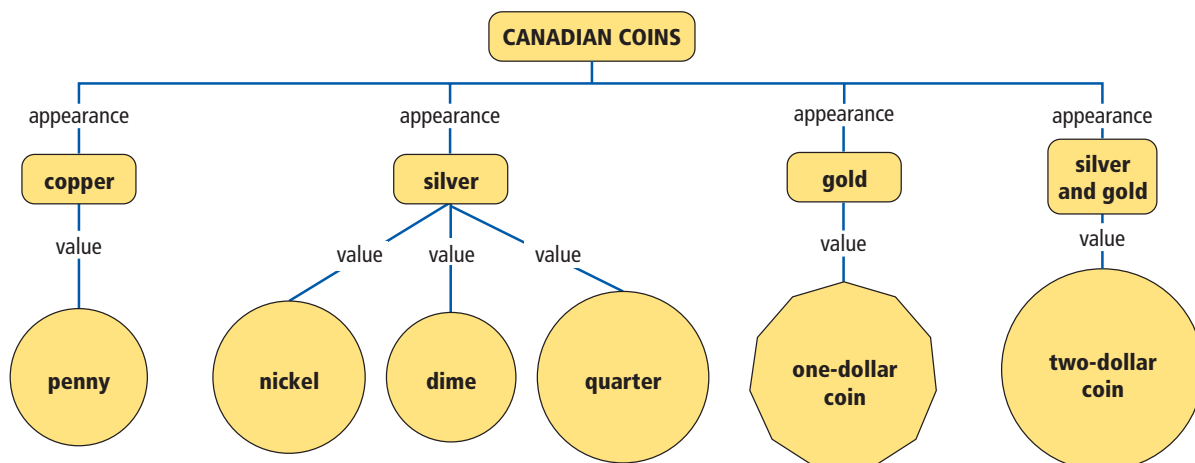 CANADIAN COINS
appearance
appearance
appearance
appearance
copper
silver
gold
silver
and gold
value
value
value
value
value
value
penny
nickel
dime
quarter
one-dollar
coin
two-dollar
coin